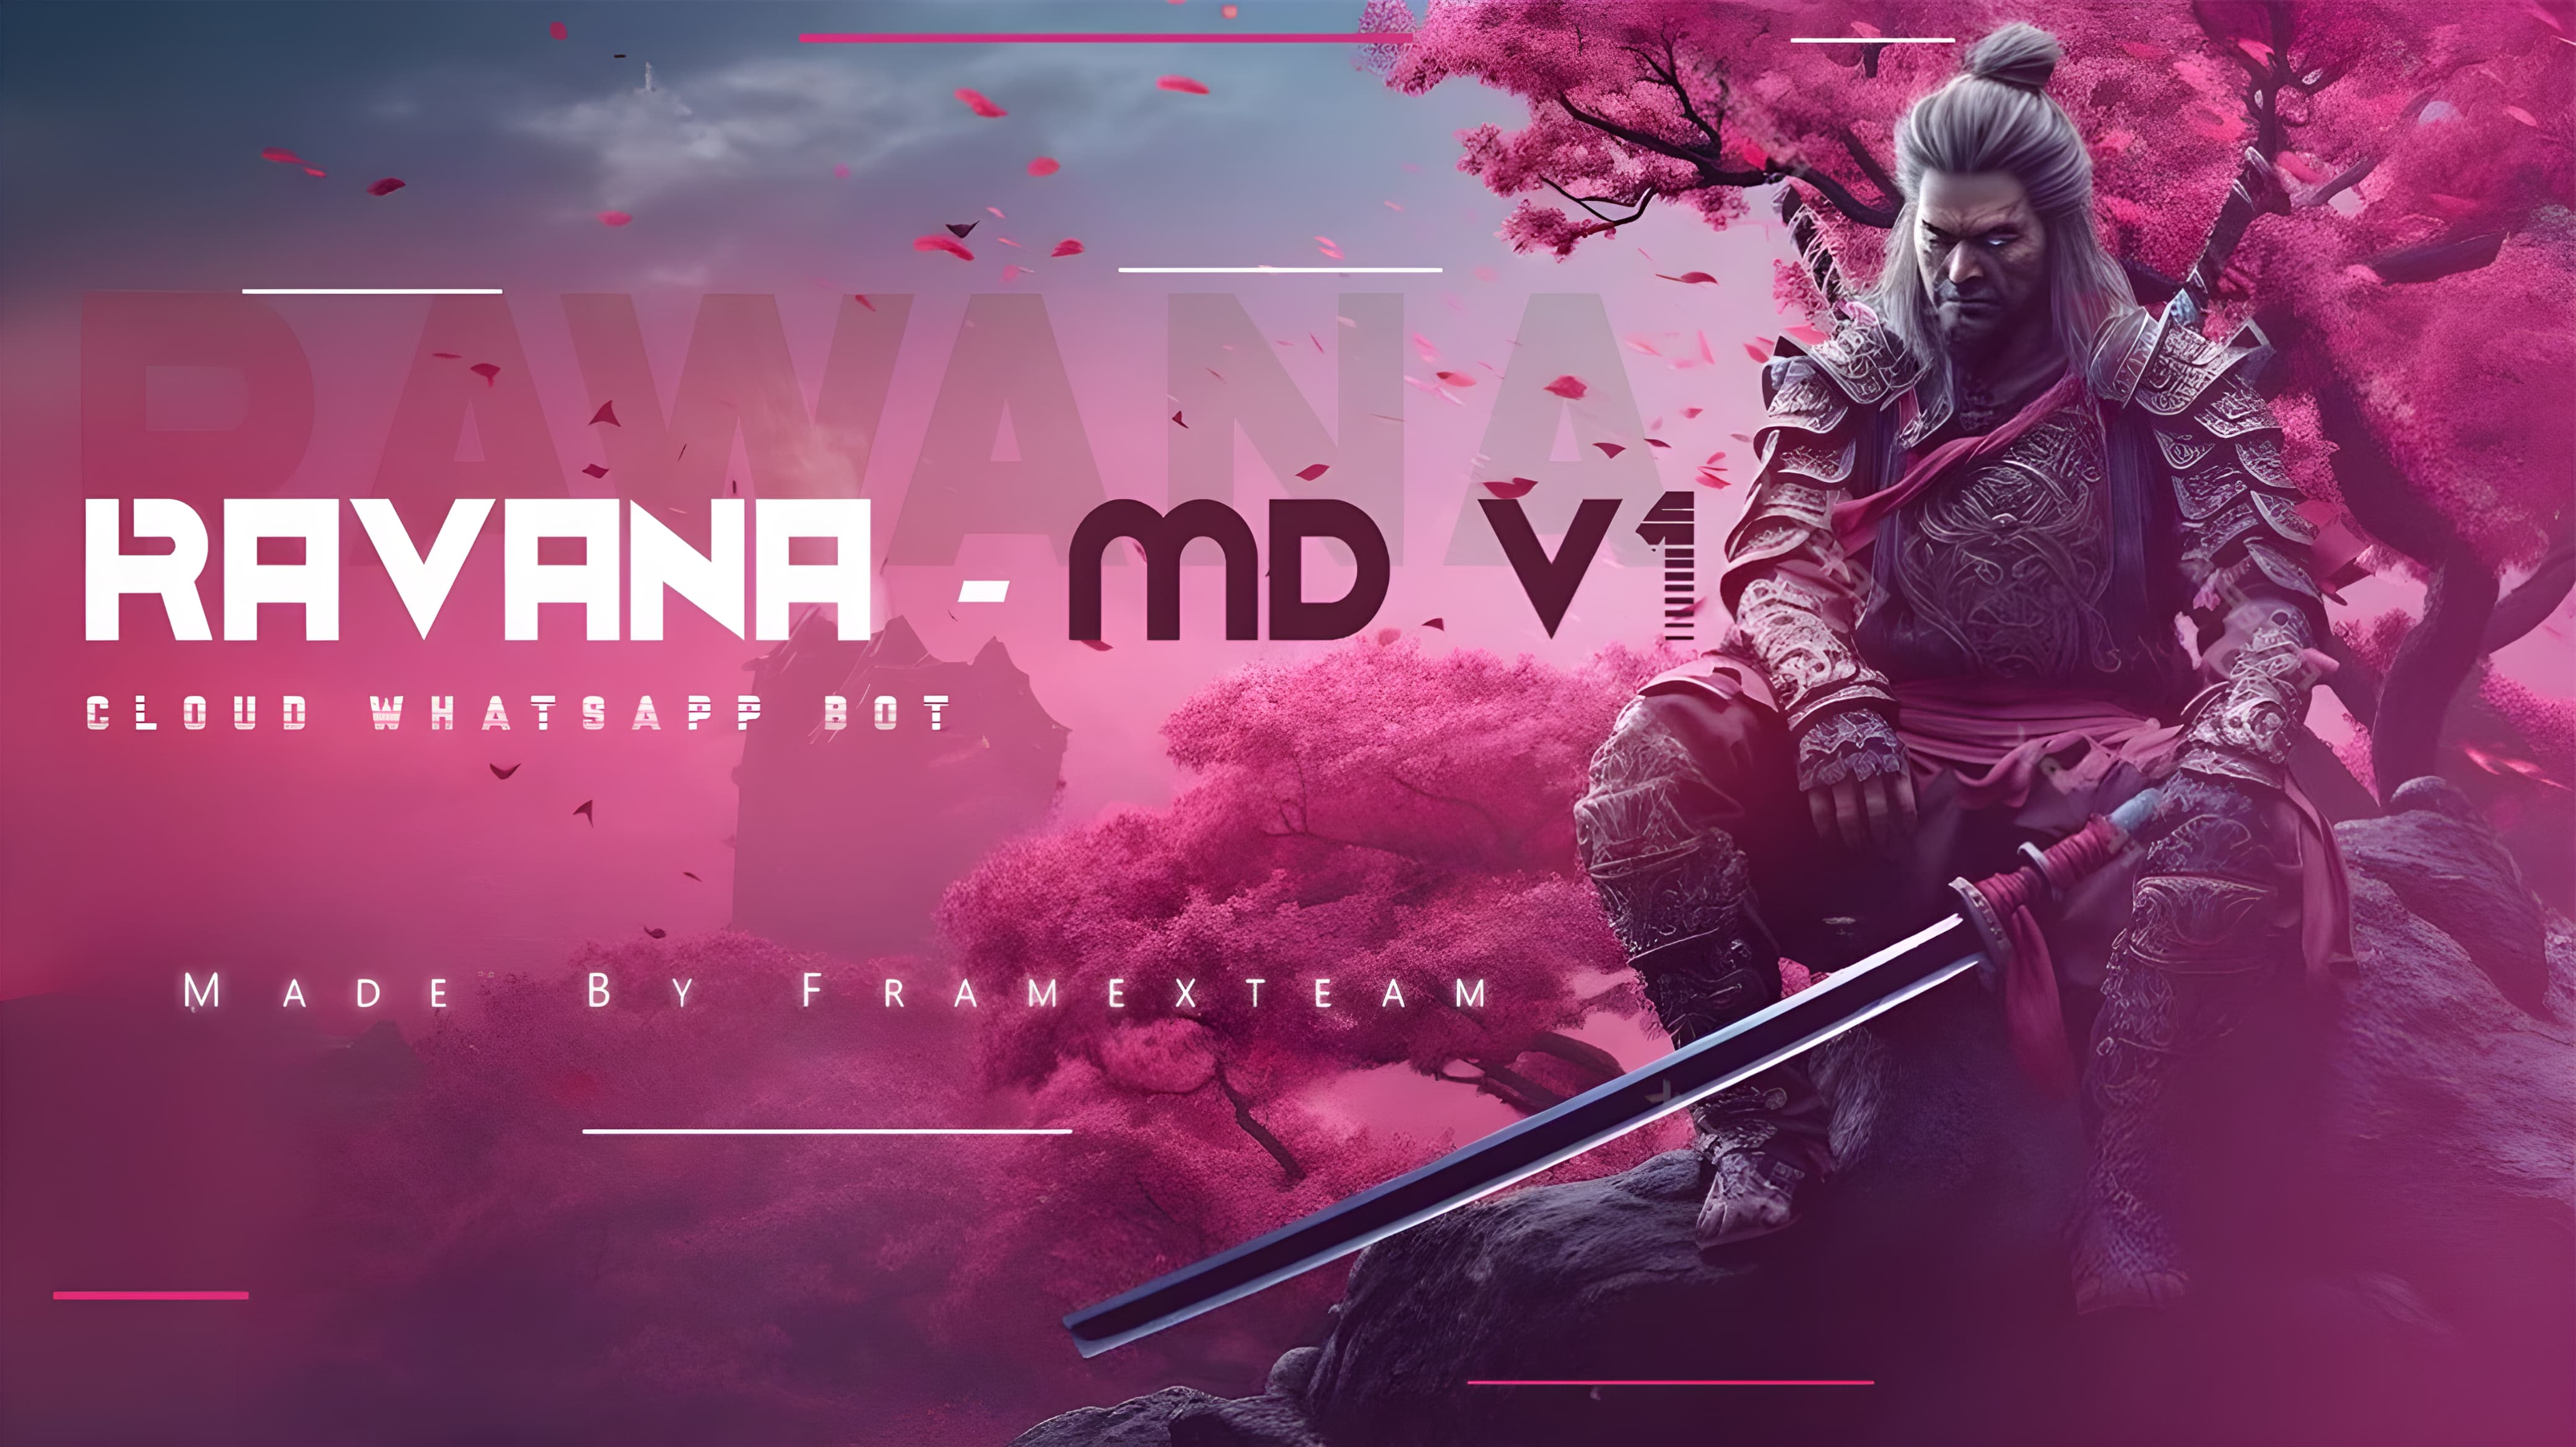 RAWANA
RAVANA - MD V1
CLOUD WHATSAPP BOT
MADE BY FRAMEXTEAM